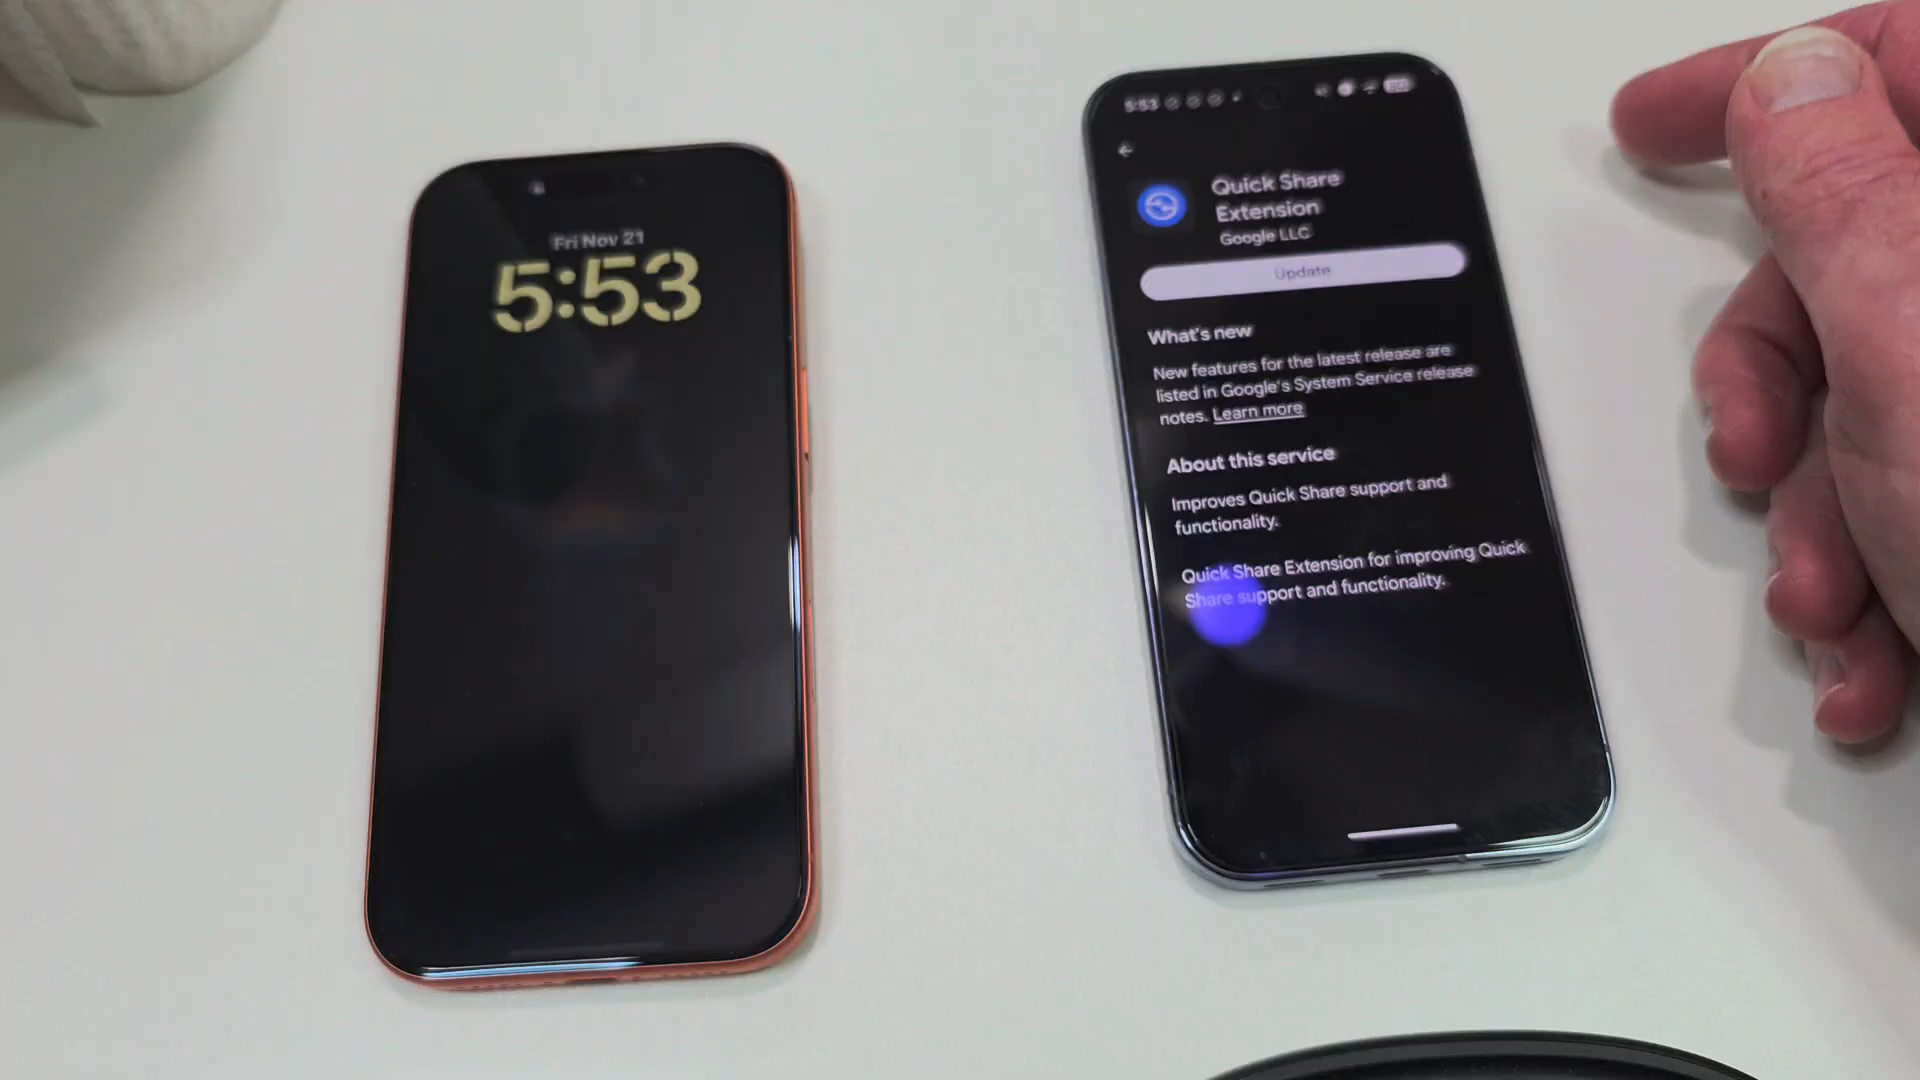 Fri Nov 21
5:53
5:53
Quick Share
Extension
Google LLC
Update
What's new
New features for the latest release are
listed in Google's System Service release
notes. Learn more
About this service
Improves Quick Share support and
functionality.
Quick Share Extension for improving Quick
Share support and functionality.